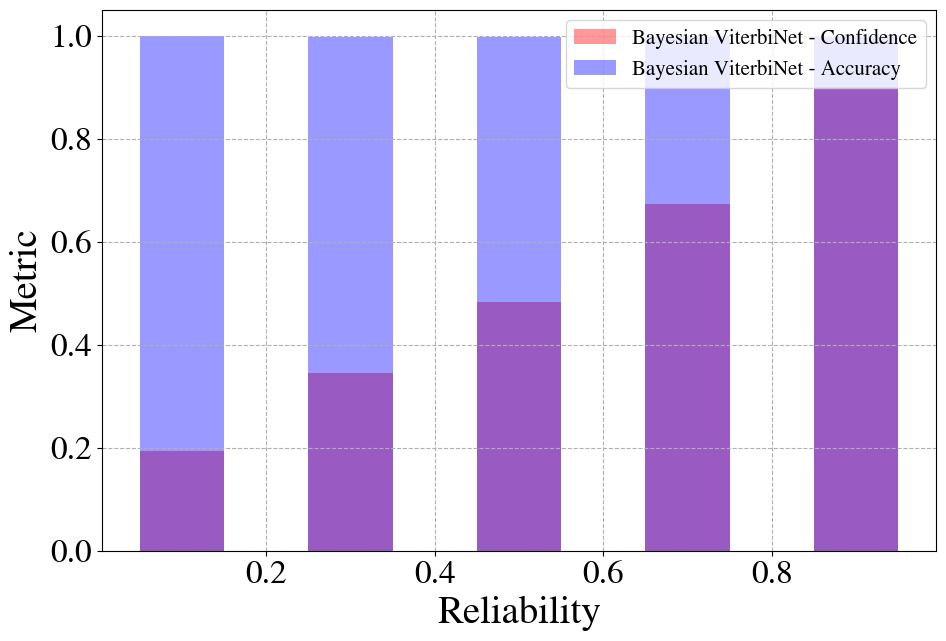 Bayesian ViterbiNet - Confidence
Bayesian ViterbiNet - Accuracy
1.0
0.8
0.6
0.4
0.2
0.0
Metric
0.2 0.4 0.6 0.8
Reliability